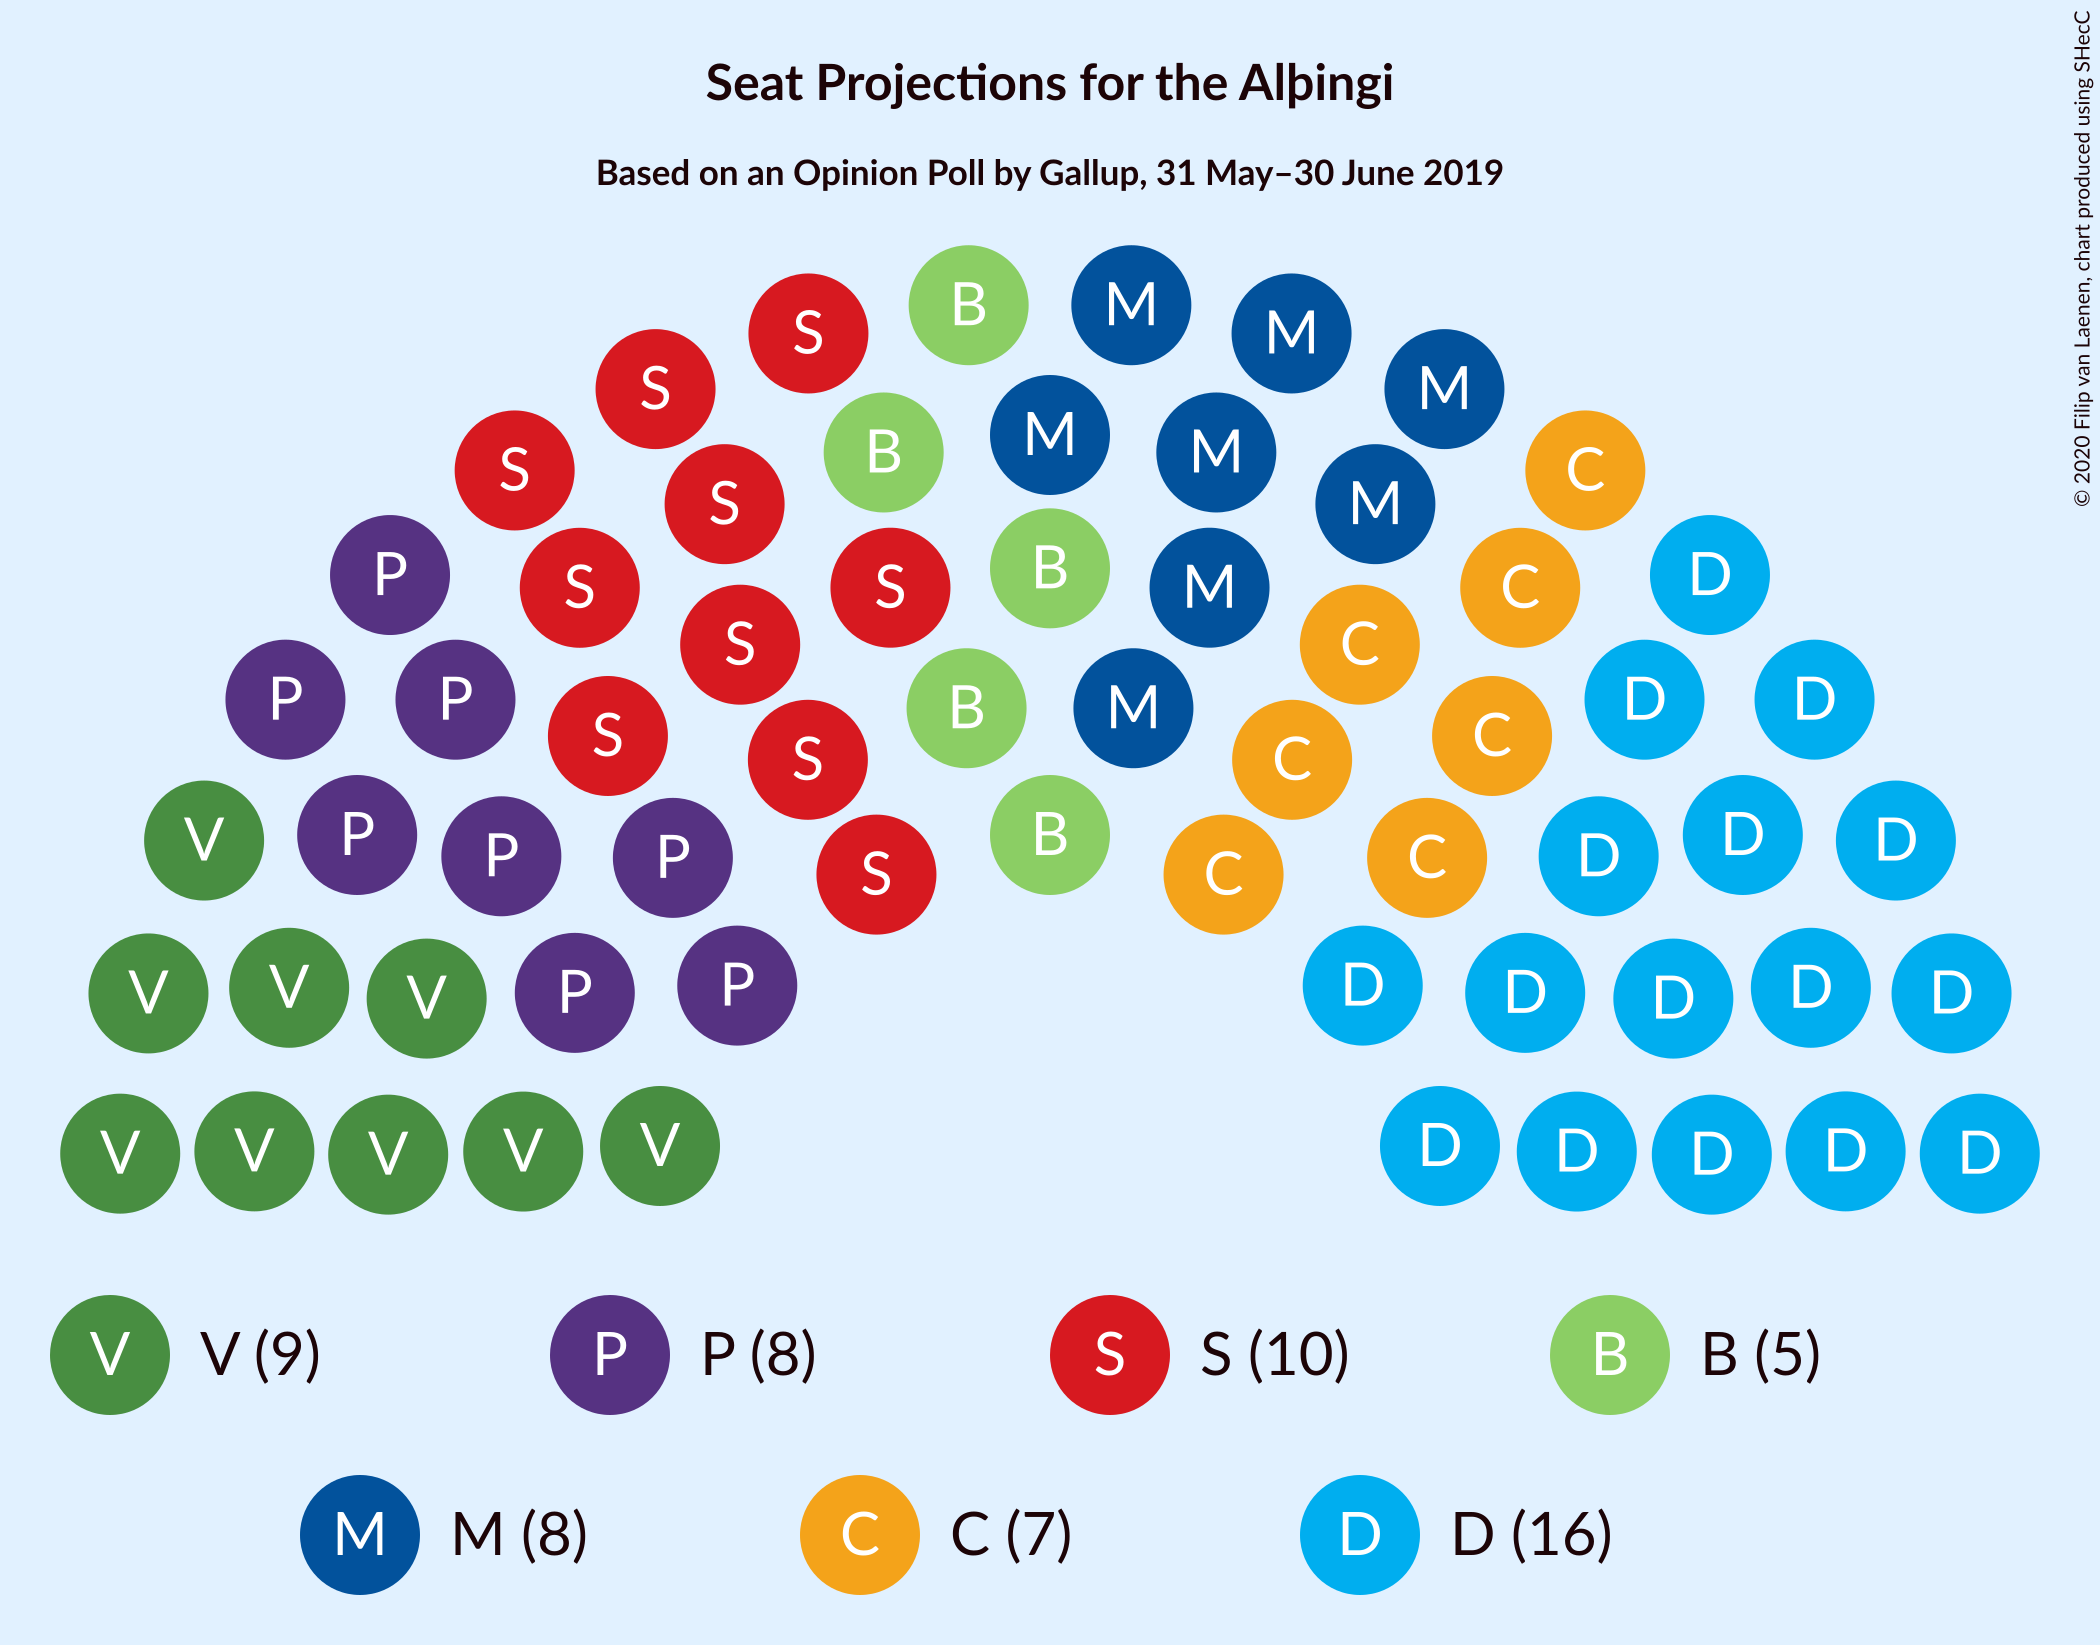 Seat Projections for the Alþingi
Based on an Opinion Poll by Gallup, 31 May–30 June 2019
© 2020 Filip van Laenen, chart produced using SHecC
B M
S M
S M
M
B M
S C
S M
B
P S S M C D
S C
P P B M D D
S C
S C
P B D
V P P S C C D D
V P V P P D D D D D
V
V V V V V D D D D D
V V (9) P P (8) S S (10) B B (5)
M M (8) C C (7) D D (16)